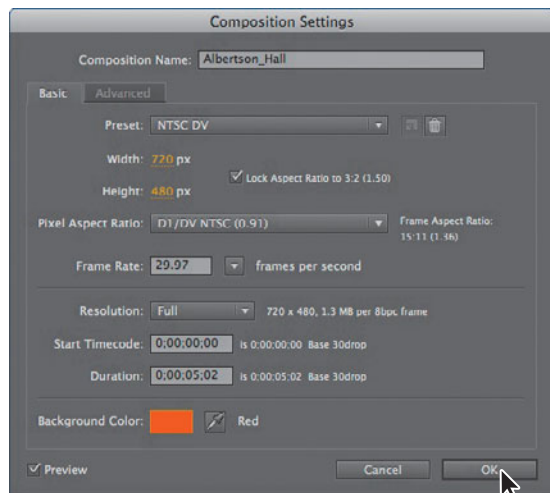 Composition Settings
Composition Name: Albertson_Hall
Basic Advanced
Preset: NTSC DV
Width: 720 px
Lock Aspect Ratio to 3:2 (1.50)
Height: 480 px
Pixel Aspect Ratio: D1/DV NTSC (0.91) Frame Aspect Ratio:
15:11 (1.36)
Frame Rate: 29.97 frames per second
Resolution: Full 720 x 480, 1.3 MB per 8bpc frame
Start Timecode: 0;00;00;00 is 0;00;00;00 Base 30drop
Duration: 0;00;05;02 is 0;00;05;02 Base 30drop
Background Color: Red
Preview Cancel OK